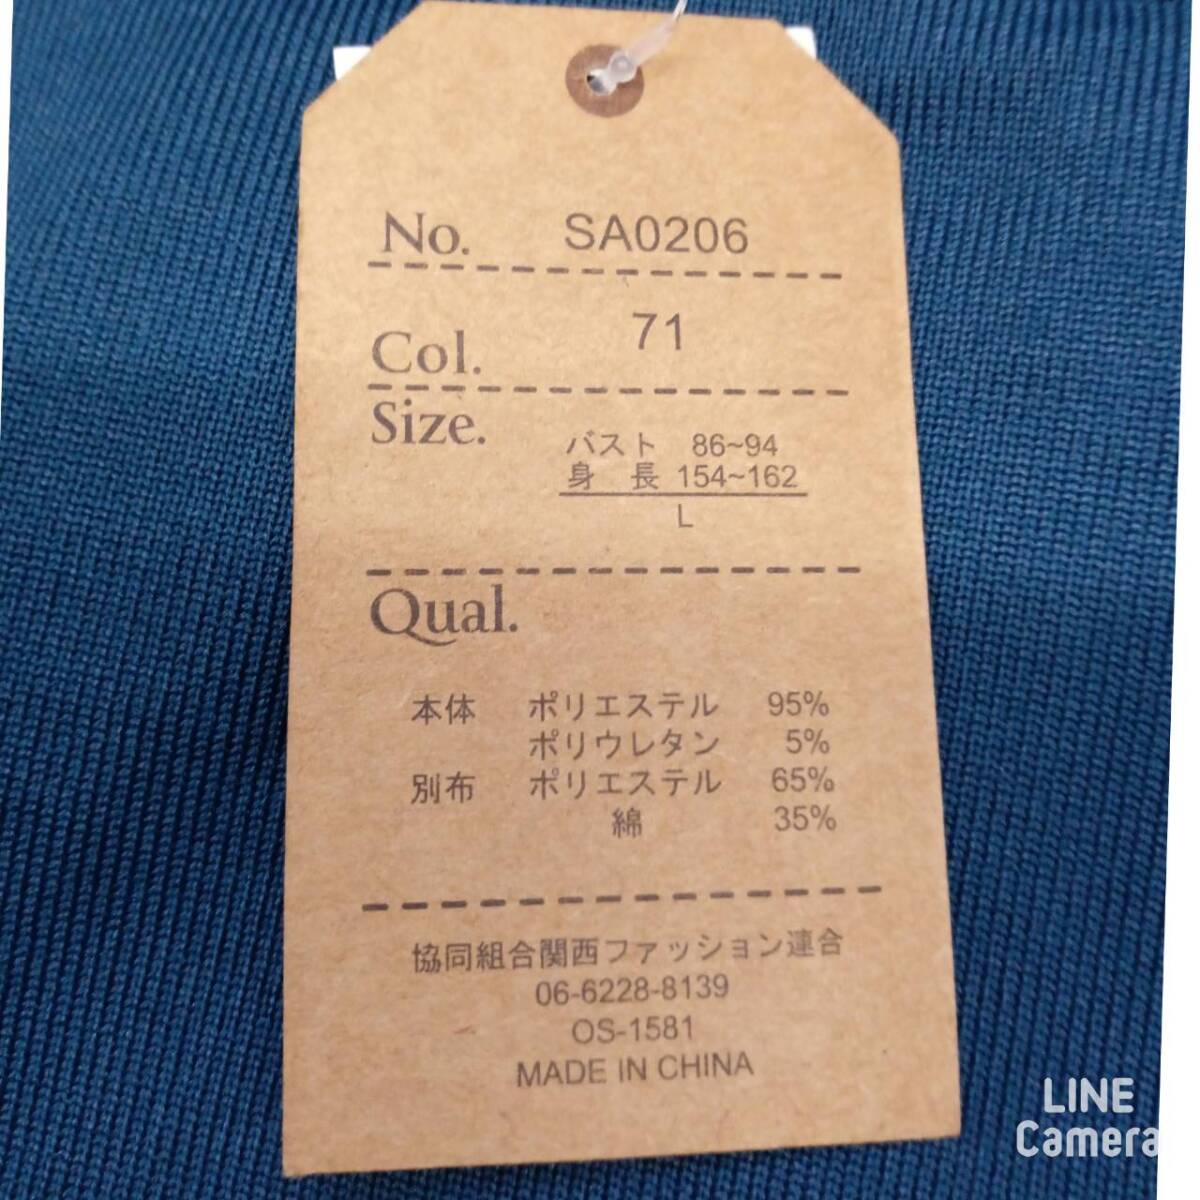 No. SA0206
Col. 71
Size.
バスト 86~94
身 長 154~162
L
Qual.
本体 ポリエステル 95%
ポリウレタン 5%
別布 ポリエステル 65%
綿 35%
協同組合関西ファッション連合
06-6228-8139
OS-1581
MADE IN CHINA
LINE
Camera